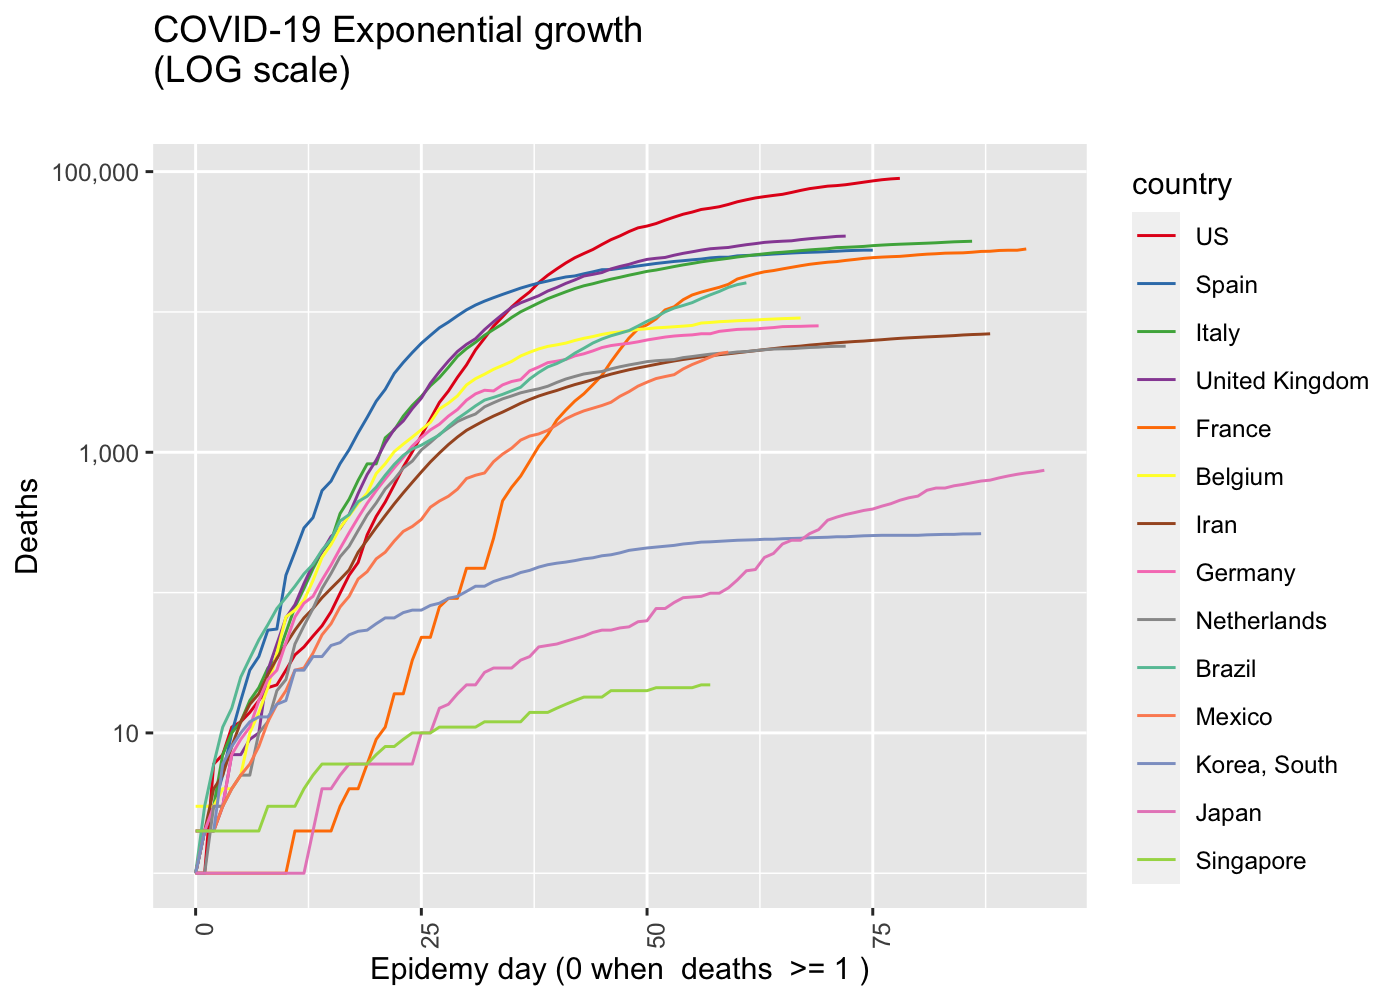 COVID-19 Exponential growth
(LOG scale)
100,000
1,000
10
Deaths
0
25
50
75
Epidemy day (0 when  deaths  >= 1 )
country
US
Spain
Italy
United Kingdom
France
Belgium
Iran
Germany
Netherlands
Brazil
Mexico
Korea, South
Japan
Singapore